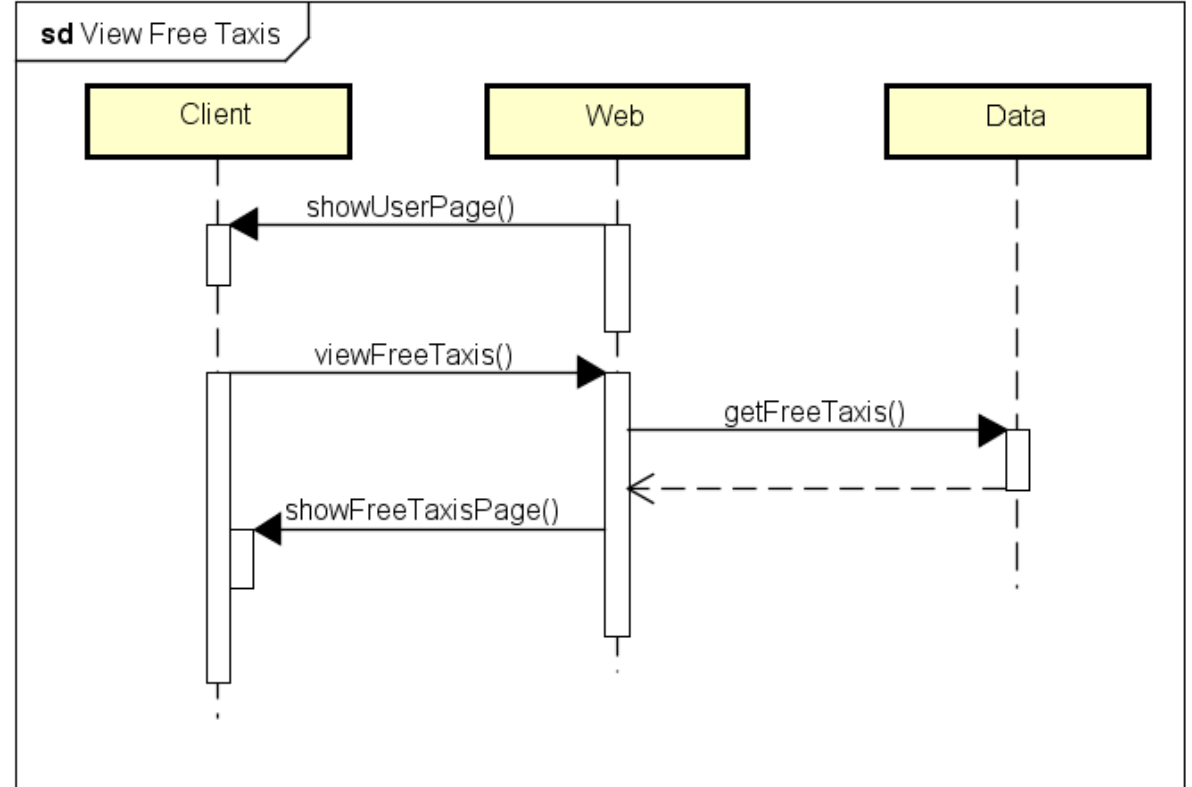 sd View Free Taxis
Client
Web
Data
showUserPage()
viewFreeTaxis()
getFreeTaxis()
showFreeTaxisPage()